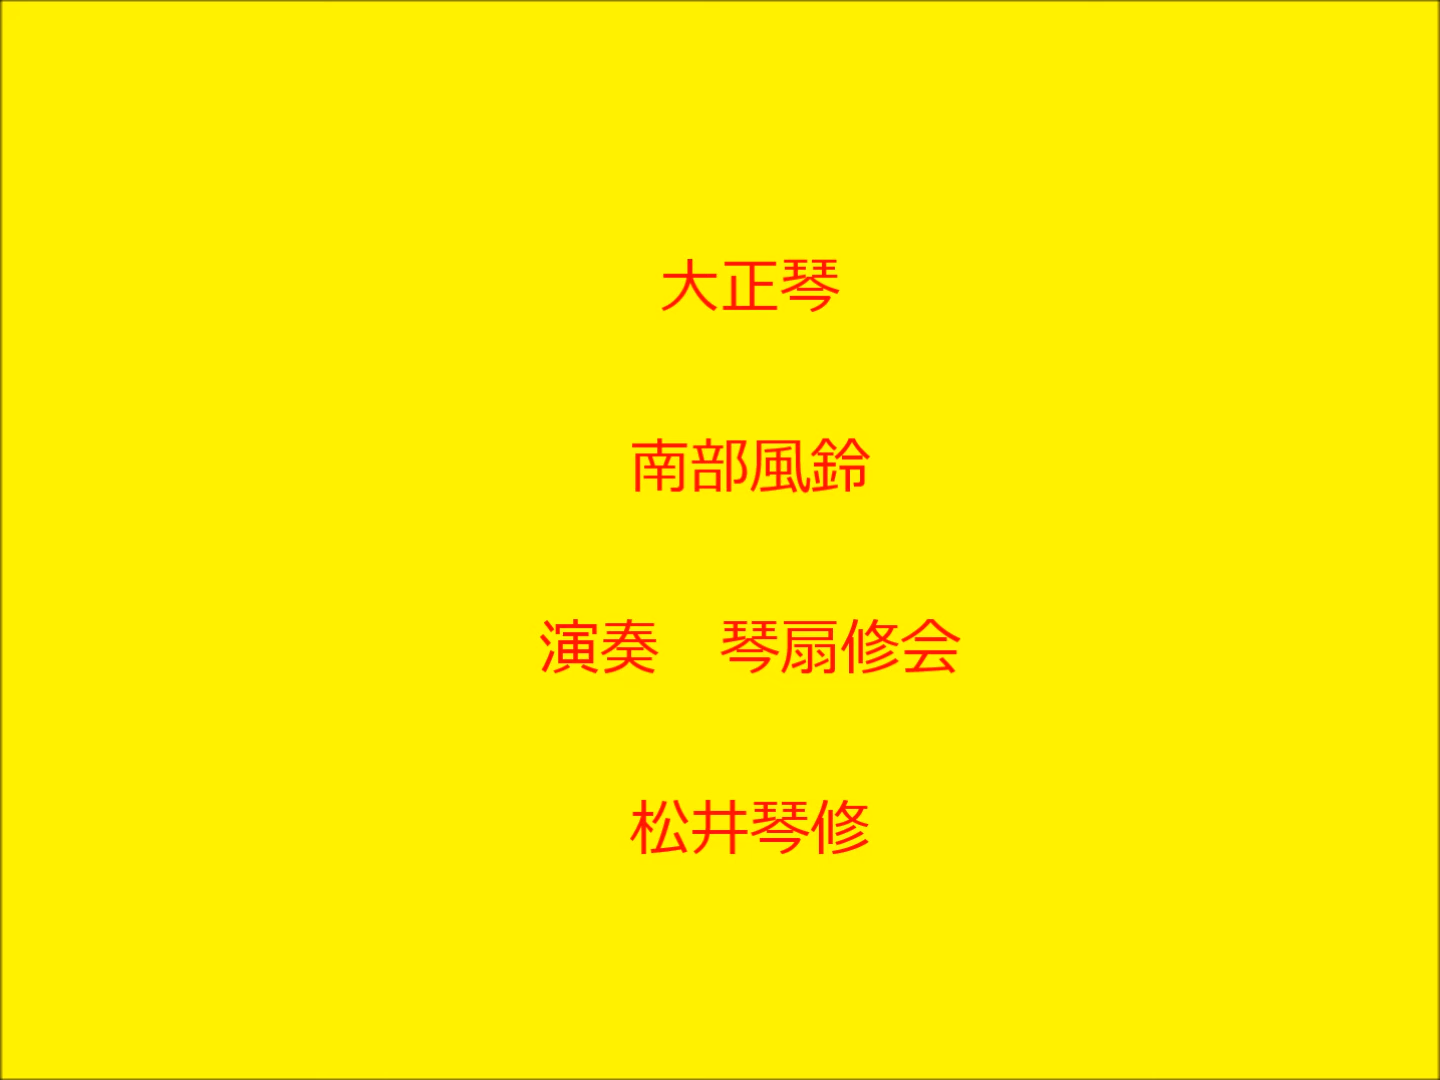 大正琴
南部風鈴
演奏　琴扇修会
松井琴修